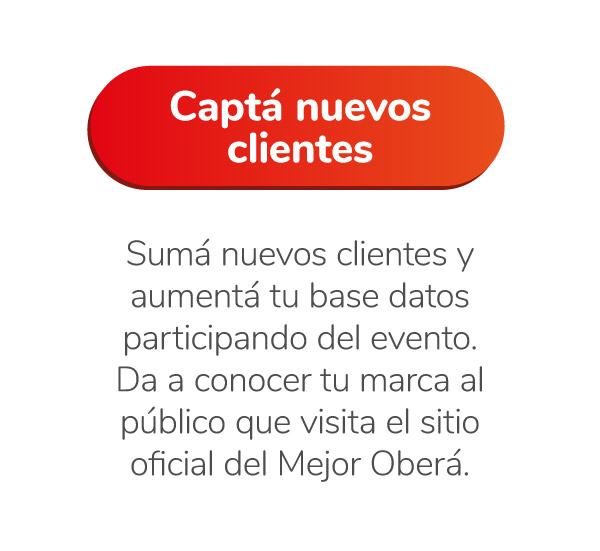 Captá nuevos
clientes
Sumá nuevos clientes y
aumentá tu base datos
participando del evento.
Da a conocer tu marca al
público que visita el sitio
oficial del Mejor Oberá.